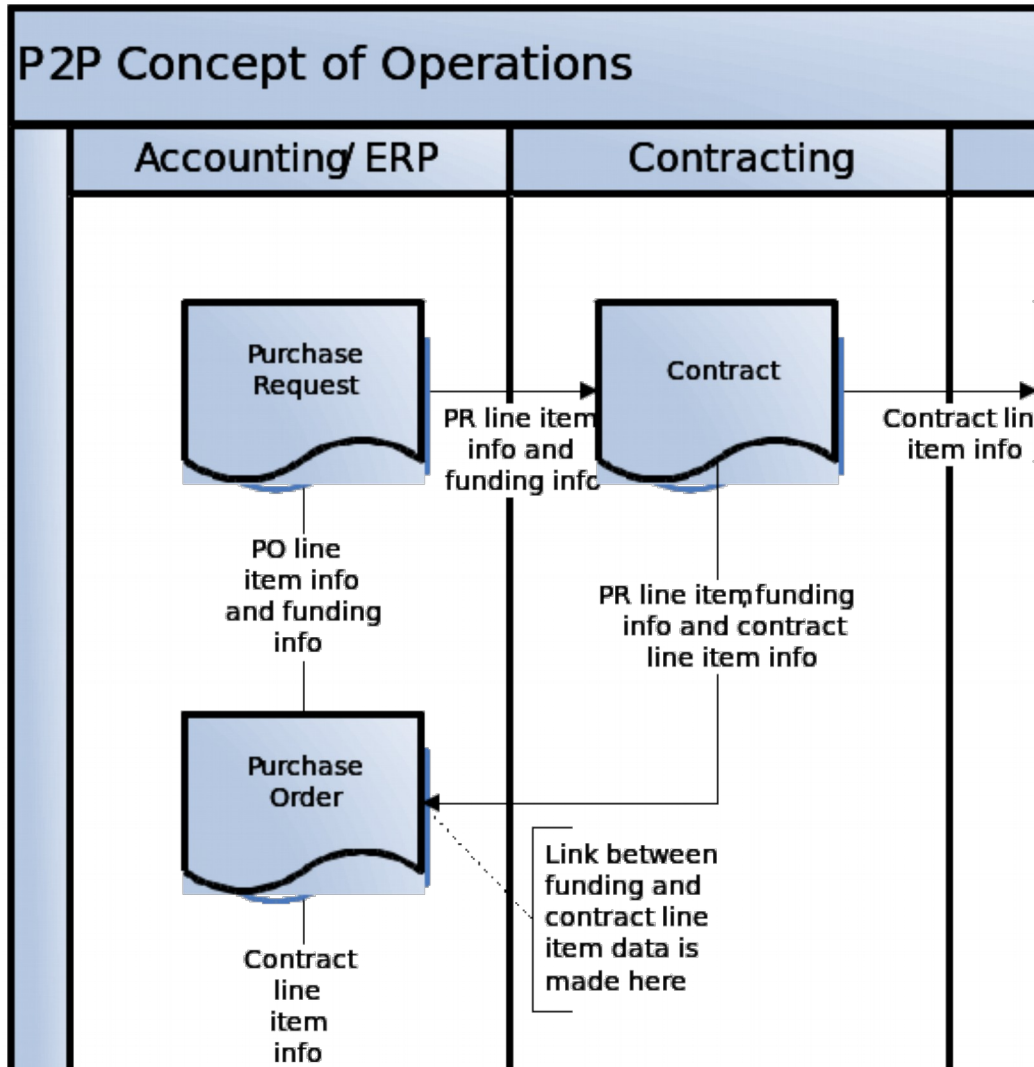 P2P Concept of Operations
Accounting/ ERP
Contracting
Purchase
Request
PR line item
info and
funding info
Contract
Contract lin
item info
PO line
item info
and funding
info
PR line item, funding
info and contract
line item info
Purchase
Order
Link between
funding and
contract line
item data is
made here
Contract
line
item
info